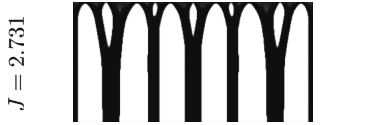 J = 2.731